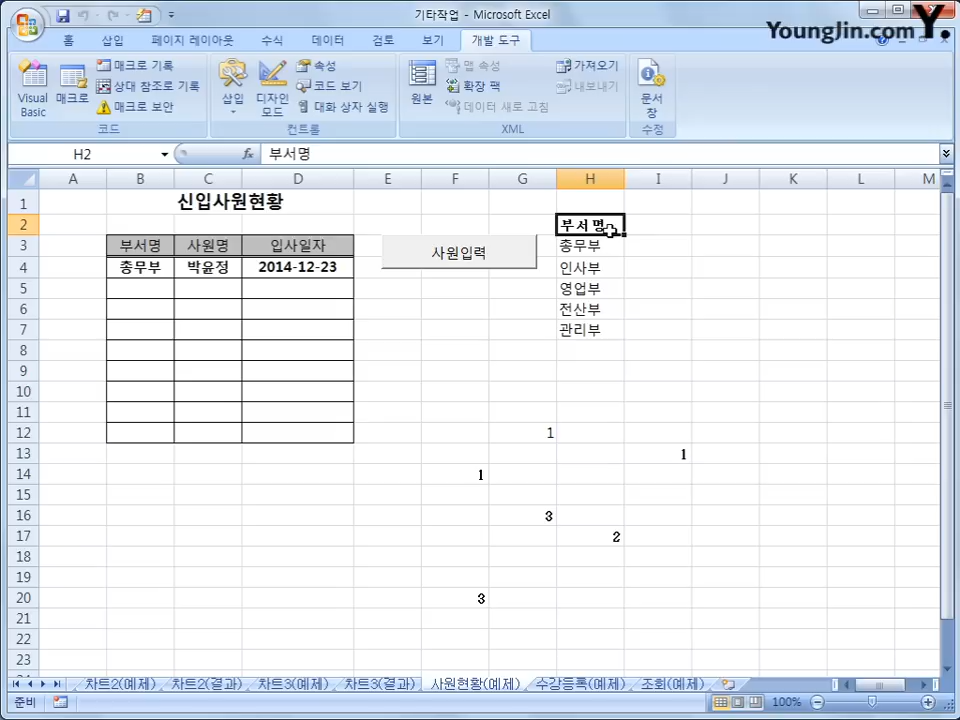 기타작업 - Microsoft Excel
YoungJin.com Y.
홈 삽입 페이지 레이아웃 수식 데이터 검토 보기 개발 도구
Visual Basic
매크로
매크로 기록
상대 참조로 기록
매크로 보안
코드
삽입
디자인 모드
속성
코드 보기
대화 상자 실행
컨트롤
원본
맵 속성
확장 팩
데이터 새로 고침
가져오기
내보내기
XML
문서 창
수정
H2 fx 부서명
A B C D E F G H I J K L M
1 신입사원현황
2 부서명
3 부서명 사원명 입사일자 사원입력 총무부
4 총무부 박윤정 2014-12-23 인사부
5 영업부
6 전산부
7 관리부
8
9
10
11
12 1
13 1
14 1
15
16 3
17 2
18
19
20 3
21
22
23
차트2(예제) 차트2(결과) 차트3(예제) 차트3(결과) 사원현황(예제) 수강등록(예제) 조회(예제)
준비 100%